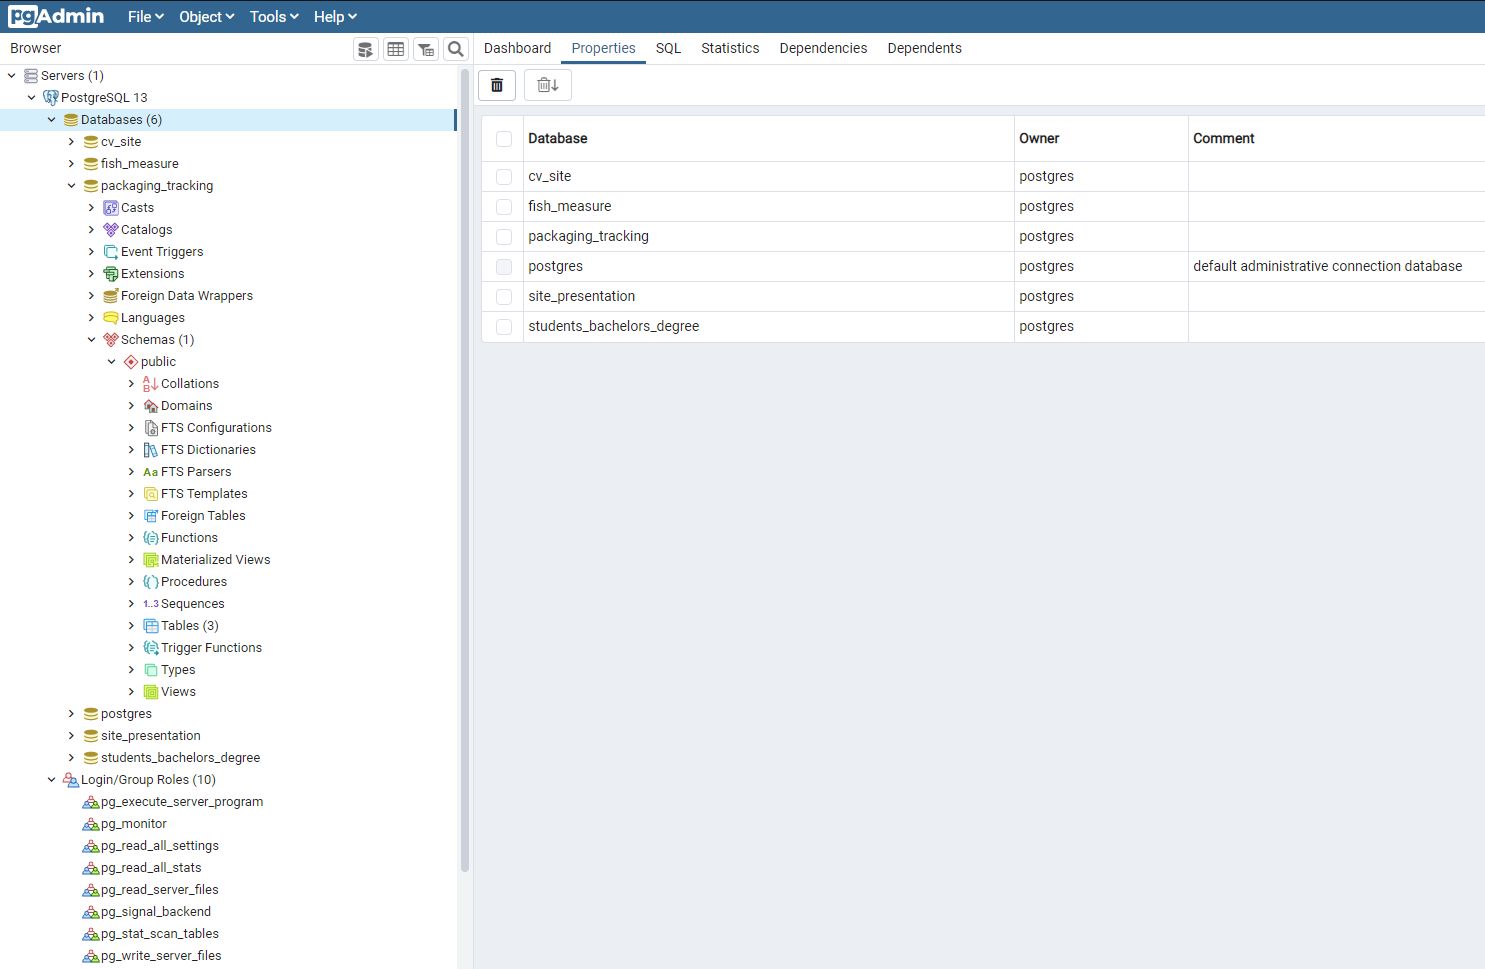 pgAdmin File Object Tools Help
Browser
Dashboard Properties SQL Statistics Dependencies Dependents
Servers (1)
PostgreSQL 13
Databases (6)
cv_site
fish_measure
packaging_tracking
Casts
Catalogs
Event Triggers
Extensions
Foreign Data Wrappers
Languages
Schemas (1)
public
Collations
Domains
FTS Configurations
FTS Dictionaries
Aa FTS Parsers
FTS Templates
Foreign Tables
Functions
Materialized Views
Procedures
1..3 Sequences
Tables (3)
Trigger Functions
Types
Views
postgres
site_presentation
students_bachelors_degree
Login/Group Roles (10)
pg_execute_server_program
pg_monitor
pg_read_all_settings
pg_read_all_stats
pg_read_server_files
pg_signal_backend
pg_stat_scan_tables
pg_write_server_files
Database Owner Comment
cv_site postgres
fish_measure postgres
packaging_tracking postgres
postgres postgres default administrative connection database
site_presentation postgres
students_bachelors_degree postgres